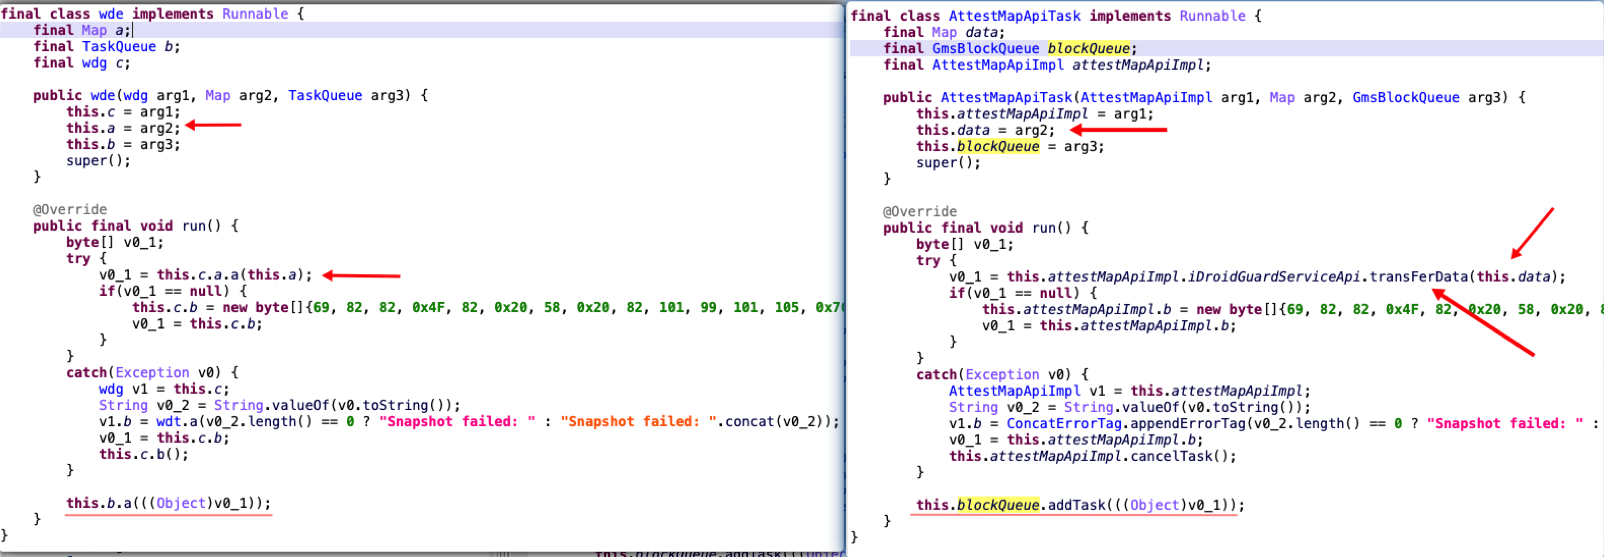 final class wde implements Runnable {
final Map a;
final TaskQueue b;
final wdg c;
public wde(wdg arg1, Map arg2, TaskQueue arg3) {
this.c = arg1;
this.a = arg2;
this.b = arg3;
super();
}
@Override
public final void run() {
byte[] v0_1;
try {
v0_1 = this.c.a.a(this.a);
if(v0_1 == null) {
this.c.b = new byte[]{69, 82, 82, 0x4F, 82, 0x20, 58, 0x20, 82, 101, 99, 101, 105, 0x70
v0_1 = this.c.b;
}
}
catch(Exception v0) {
wdg v1 = this.c;
String v0_2 = String.valueOf(v0.toString());
v1.b = wdt.a(v0_2.length() == 0 ? "Snapshot failed: " : "Snapshot failed: ".concat(v0_2));
v0_1 = this.c.b;
this.c.b();
}
this.b.a(((Object)v0_1));
}
}
final class AttestMapApiTask implements Runnable {
final Map data;
final GmsBlockQueue blockQueue;
final AttestMapApiImpl attestMapApiImpl;
public AttestMapApiTask(AttestMapApiImpl arg1, Map arg2, GmsBlockQueue arg3) {
this.attestMapApiImpl = arg1;
this.data = arg2;
this.blockQueue = arg3;
super();
}
@Override
public final void run() {
byte[] v0_1;
try {
v0_1 = this.attestMapApiImpl.iDroidGuardServiceApi.transFerData(this.data);
if(v0_1 == null) {
this.attestMapApiImpl.b = new byte[]{69, 82, 82, 0x4F, 82, 0x20, 58, 0x20, 8
v0_1 = this.attestMapApiImpl.b;
}
}
catch(Exception v0) {
AttestMapApiImpl v1 = this.attestMapApiImpl;
String v0_2 = String.valueOf(v0.toString());
v1.b = ConcatErrorTag.appendErrorTag(v0_2.length() == 0 ? "Snapshot failed: " :
v0_1 = this.attestMapApiImpl.b;
this.attestMapApiImpl.cancelTask();
}
this.blockQueue.addTask(((Object)v0_1));
}
}